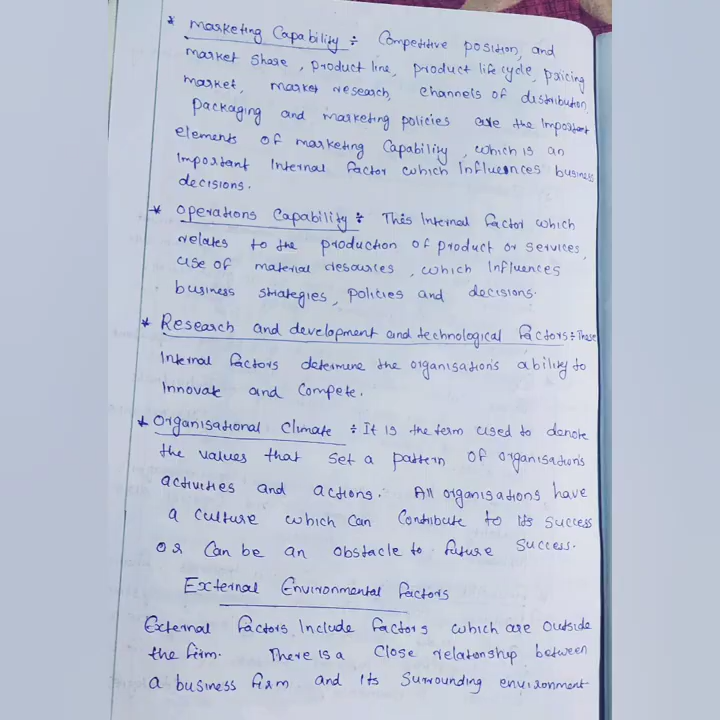 * Marketing Capability ÷ Competitive position, and
market share, product line, product life cycle, pricing
market, market research, channels of distribution,
packaging and marketing policies are the important
elements of marketing Capability, which is an
Important Internal factor which Influences business
decisions.
* Operations Capability ÷ This Internal factor which
relates to the production of product or services,
use of material resources, which Influences
business strategies, policies and decisions.
* Research and development and technological factors ÷ These
Internal factors determine the organisation's ability to
Innovate and Compete.
* Organisational Climate ÷ It is the term used to denote
the values that set a pattern of organisation's
activities and actions. All organisations have
a culture which can Contribute to its success
or can be an obstacle to future success.
External Environmental factors
External factors Include factors which are outside
the firm. There is a close relationship between
a business firm and its surrounding environment